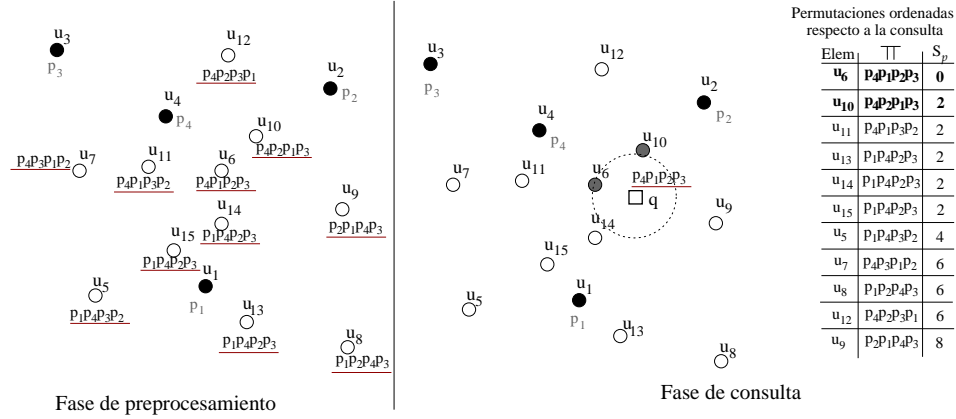 u3
p3
u12
p4p2p3p1
u2
p2
u4
p4
u10
p4p2p1p3
u7
p4p3p1p2
u11
p4p1p3p2
u6
p4p1p2p3
u9
p2p1p4p3
u14
p1p4p2p3
u15
p1p4p2p3
u5
p1p4p3p2
u1
p1
u13
p1p4p2p3
u8
p1p2p4p3
Fase de preprocesamiento
u3
p3
u12
u2
p2
u4
p4
u10
u7
u11
u6
p4p1p2p3
q
u9
u14
u15
u5
u1
p1
u13
u8
Fase de consulta
Permutaciones ordenadas
respecto a la consulta
Elem Π Sp
u6 p4p1p2p3 0
u10 p4p2p1p3 2
u11 p4p1p3p2 2
u13 p1p4p2p3 2
u14 p1p4p2p3 2
u15 p1p4p2p3 2
u5 p1p4p3p2 4
u7 p4p3p1p2 6
u8 p1p2p4p3 6
u12 p4p2p3p1 6
u9 p2p1p4p3 8